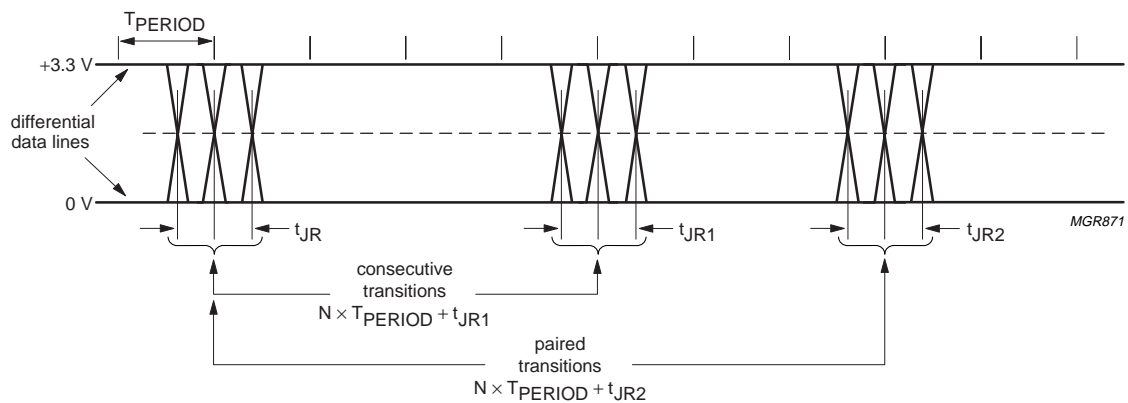 TPERIOD
+3.3 V
differential
data lines
0 V
MGR871
tJR
tJR1
tJR2
consecutive
transitions
N × TPERIOD + tJR1
paired
transitions
N × TPERIOD + tJR2